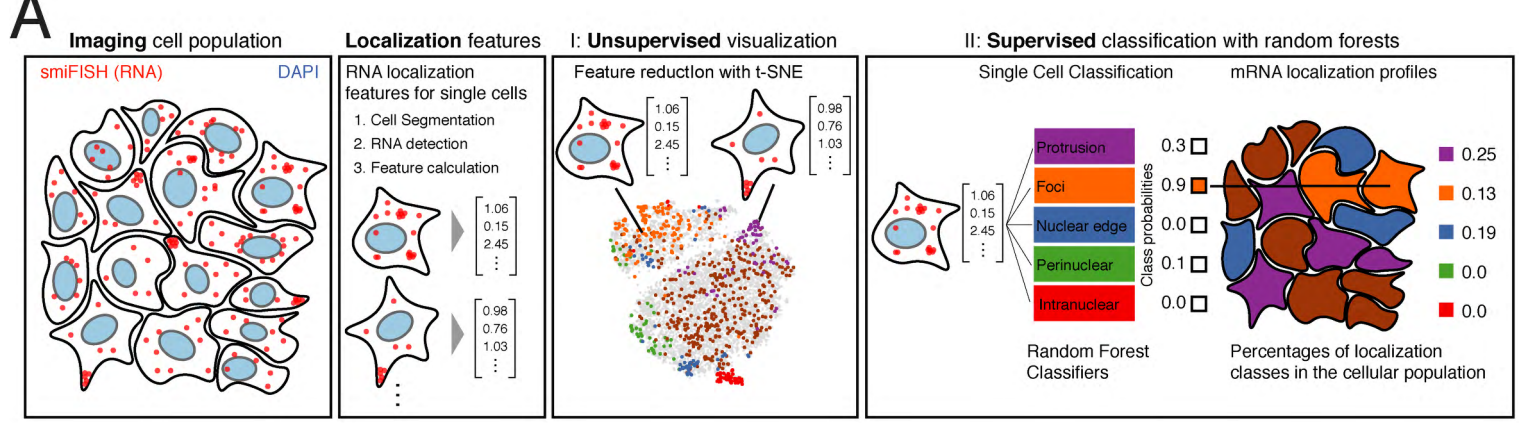 A
Imaging cell population
smiFISH (RNA) DAPI
Localization features
RNA localization
features for single cells
1. Cell Segmentation
2. RNA detection
3. Feature calculation
1.06
0.15
2.45
⋮
0.98
0.76
1.03
⋮
⋮
I: Unsupervised visualization
Feature reductIon with t-SNE
1.06
0.15
2.45
⋮
0.98
0.76
1.03
⋮
II: Supervised classification with random forests
Single Cell Classification
1.06
0.15
2.45
⋮
Protrusion
Foci
Nuclear edge
Perinuclear
Intranuclear
Random Forest
Classifiers
Class probabilities
0.3
0.9
0.0
0.1
0.0
mRNA localization profiles
0.25
0.13
0.19
0.0
0.0
Percentages of localization
classes in the cellular population